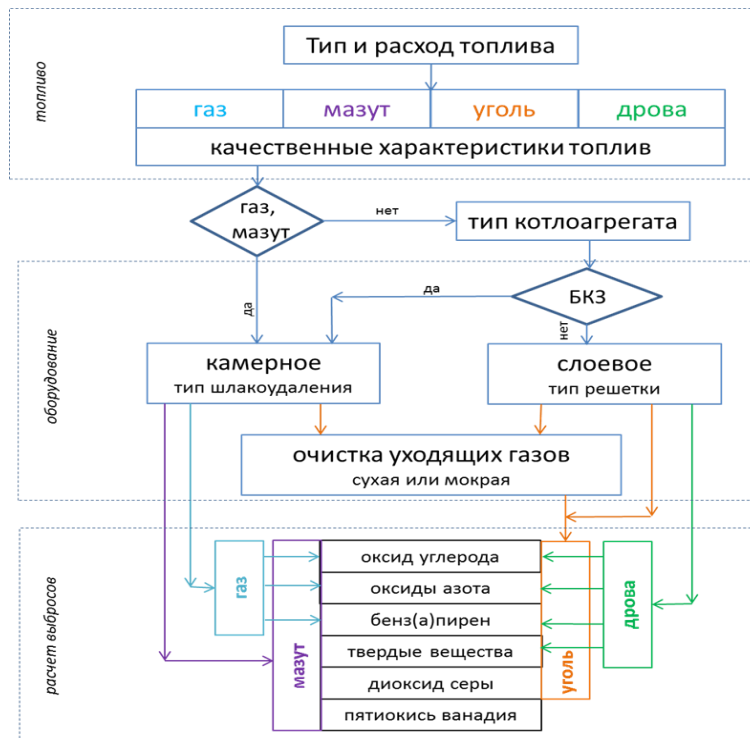 топливо
Тип и расход топлива
газ
мазут
уголь
дрова
качественные характеристики топлив
газ,
мазут
нет
тип котлоагрегата
оборудование
да
да
БКЗ
нет
камерное
тип шлакоудаления
слоевое
тип решетки
очистка уходящих газов
сухая или мокрая
расчет выбросов
газ
мазут
оксид углерода
оксиды азота
бенз(а)пирен
твердые вещества
диоксид серы
пятиокись ванадия
уголь
дрова